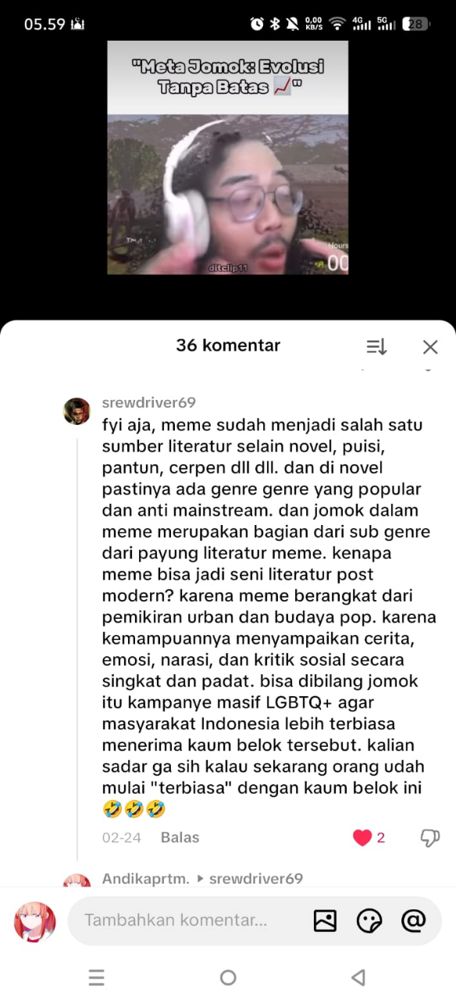 05.59
0,00 KB/S
4G
5G
28
"Meta Jomok: Evolusi
Tanpa Batas 📈"
TM
Hours
00
ditclip11
36 komentar
srewdriver69
fyi aja, meme sudah menjadi salah satu
sumber literatur selain novel, puisi,
pantun, cerpen dll dll. dan di novel
pastinya ada genre genre yang popular
dan anti mainstream. dan jomok dalam
meme merupakan bagian dari sub genre
dari payung literatur meme. kenapa
meme bisa jadi seni literatur post
modern? karena meme berangkat dari
pemikiran urban dan budaya pop. karena
kemampuannya menyampaikan cerita,
emosi, narasi, dan kritik sosial secara
singkat dan padat. bisa dibilang jomok
itu kampanye masif LGBTQ+ agar
masyarakat Indonesia lebih terbiasa
menerima kaum belok tersebut. kalian
sadar ga sih kalau sekarang orang udah
mulai "terbiasa" dengan kaum belok ini
🤣🤣🤣
02-24 Balas 2
Andikaprtm. ▸ srewdriver69
Tambahkan komentar...